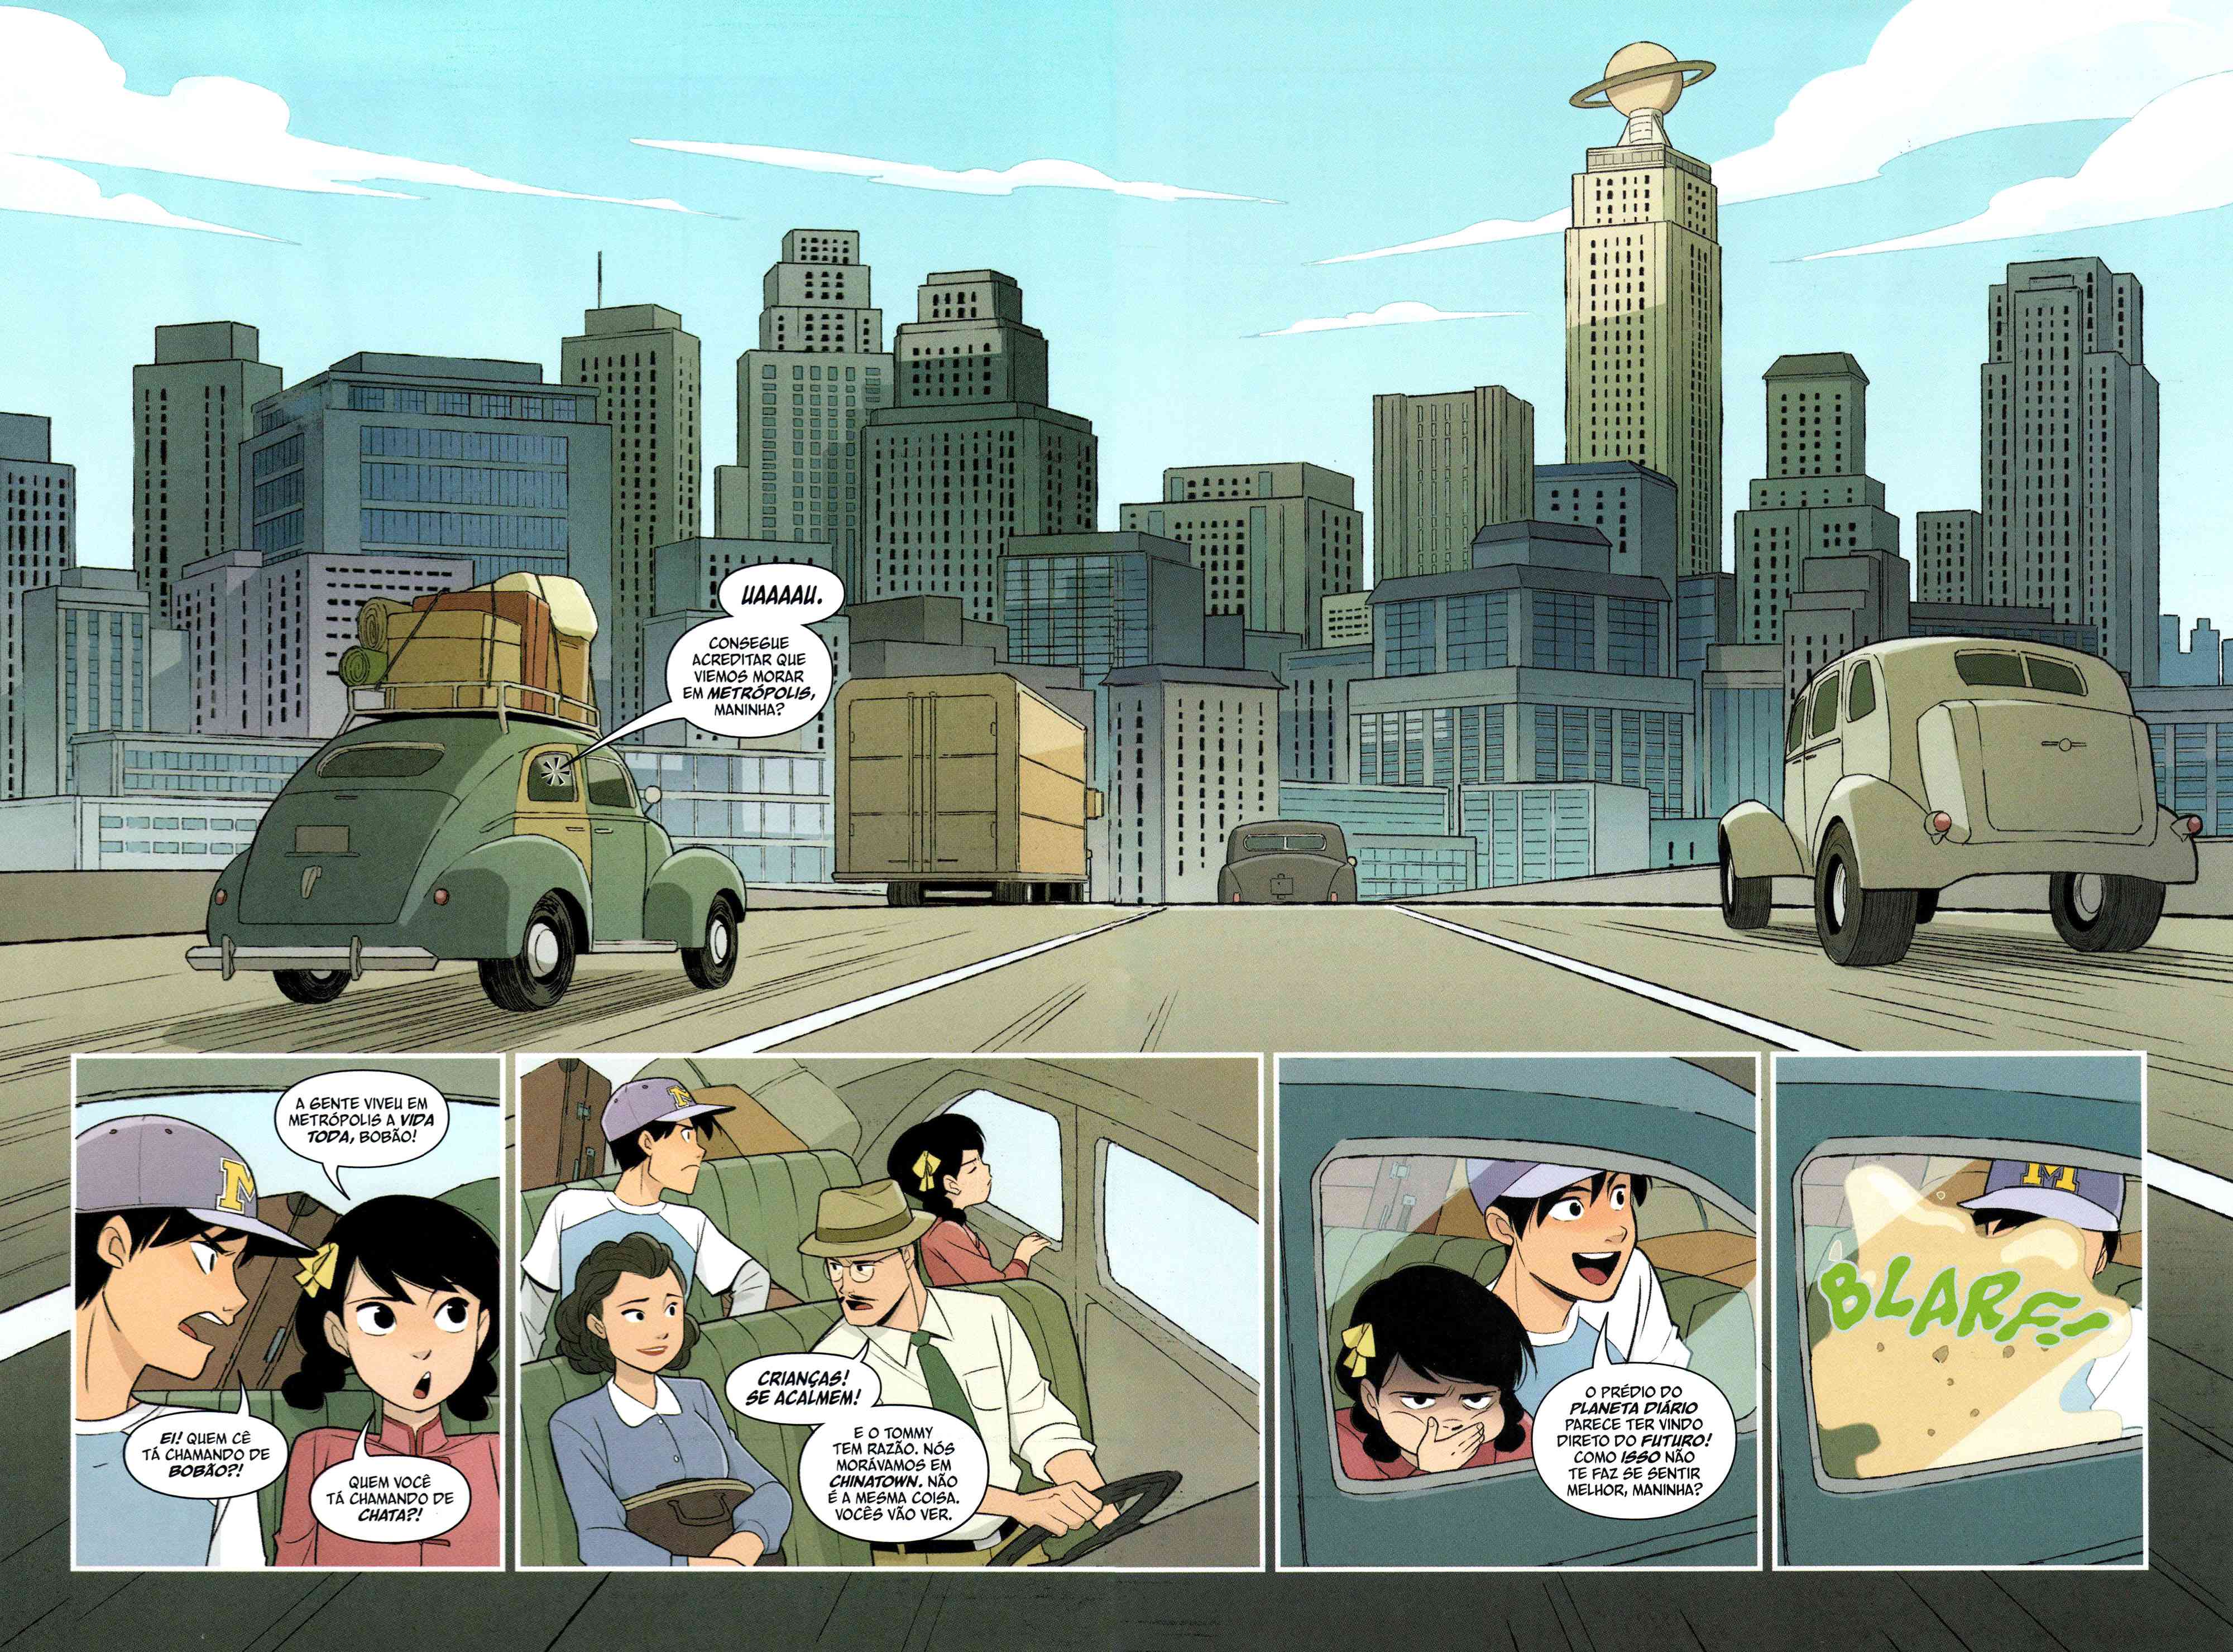 UAAAAU.
CONSEGUE
ACREDITAR QUE
VIEMOS MORAR
EM METRÓPOLIS,
MANINHA?
A GENTE VIVEU EM
METRÓPOLIS A VIDA
TODA, BOBÃO!
EI! QUEM CÊ
TÁ CHAMANDO DE
BOBÃO?!
QUEM VOCÊ
TÁ CHAMANDO DE
CHATA?!
M
M
CRIANÇAS!
SE ACALMEM!
E O TOMMY
TEM RAZÃO. NÓS
MORÁVAMOS EM
CHINATOWN. NÃO
É A MESMA COISA.
VOCÊS VÃO VER.
O PRÉDIO DO
PLANETA DIÁRIO
PARECE TER VINDO
DIRETO DO FUTURO!
COMO ISSO NÃO
TE FAZ SE SENTIR
MELHOR, MANINHA?
M
BLARF!